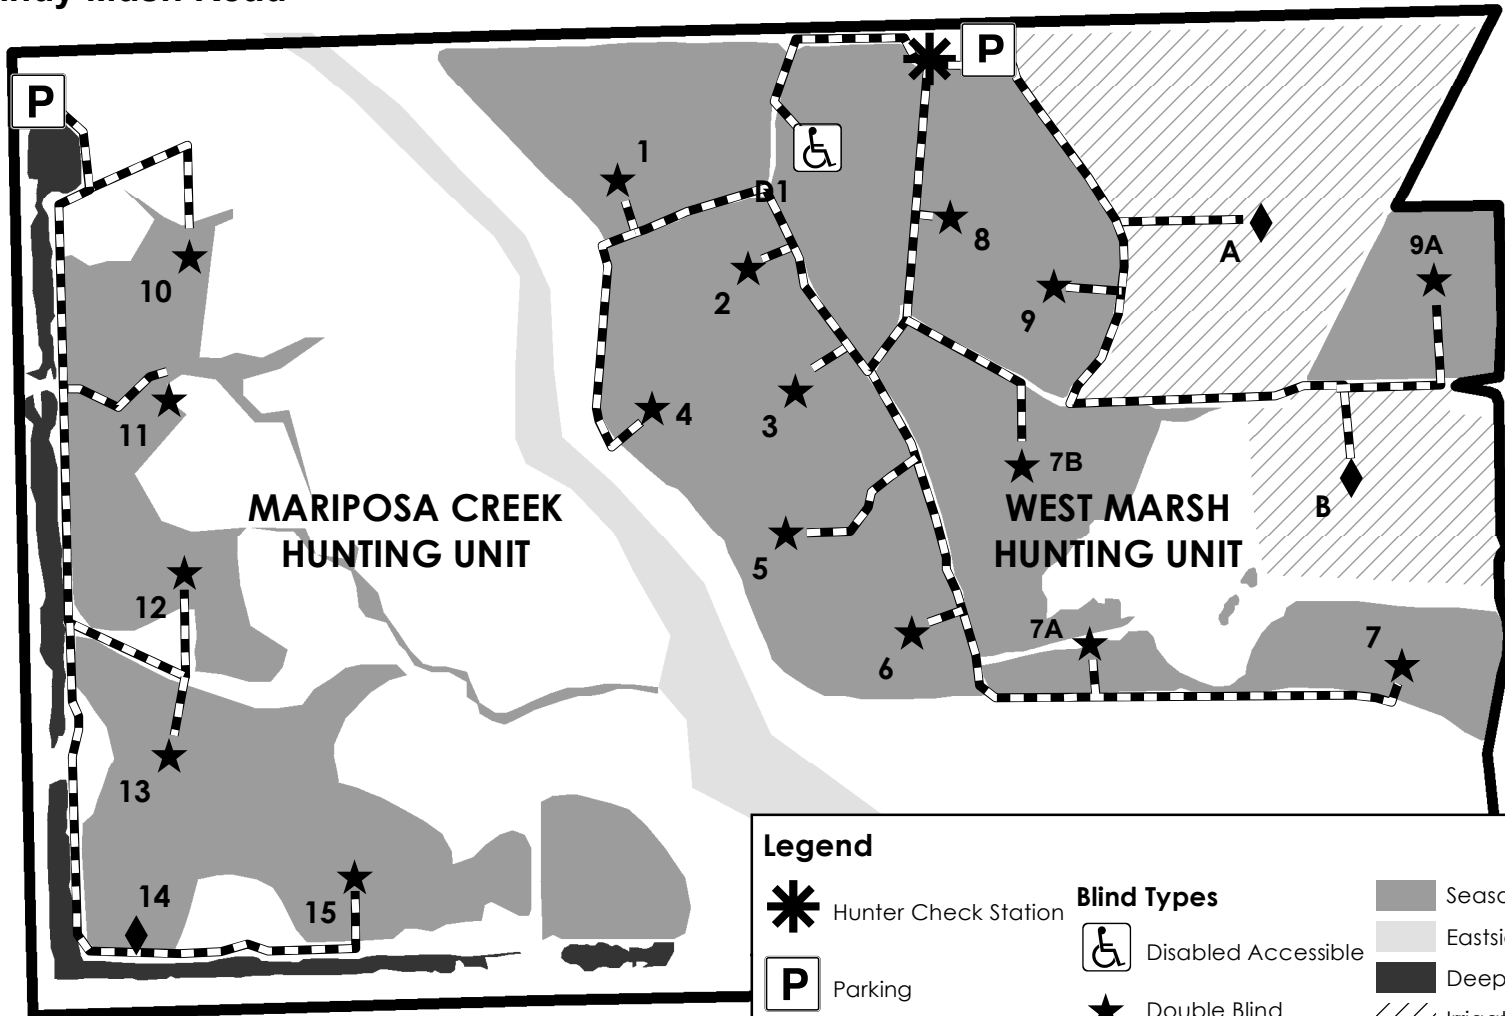 Road
P
P
1
D1
8
A
9A
10
2
9
11
3
4
7B
B
MARIPOSA CREEK
HUNTING UNIT
WEST MARSH
HUNTING UNIT
5
12
7A
7
6
13
14
15
Legend
Hunter Check Station
P Parking
Blind Types
Disabled Accessible
Double Blind
Deep